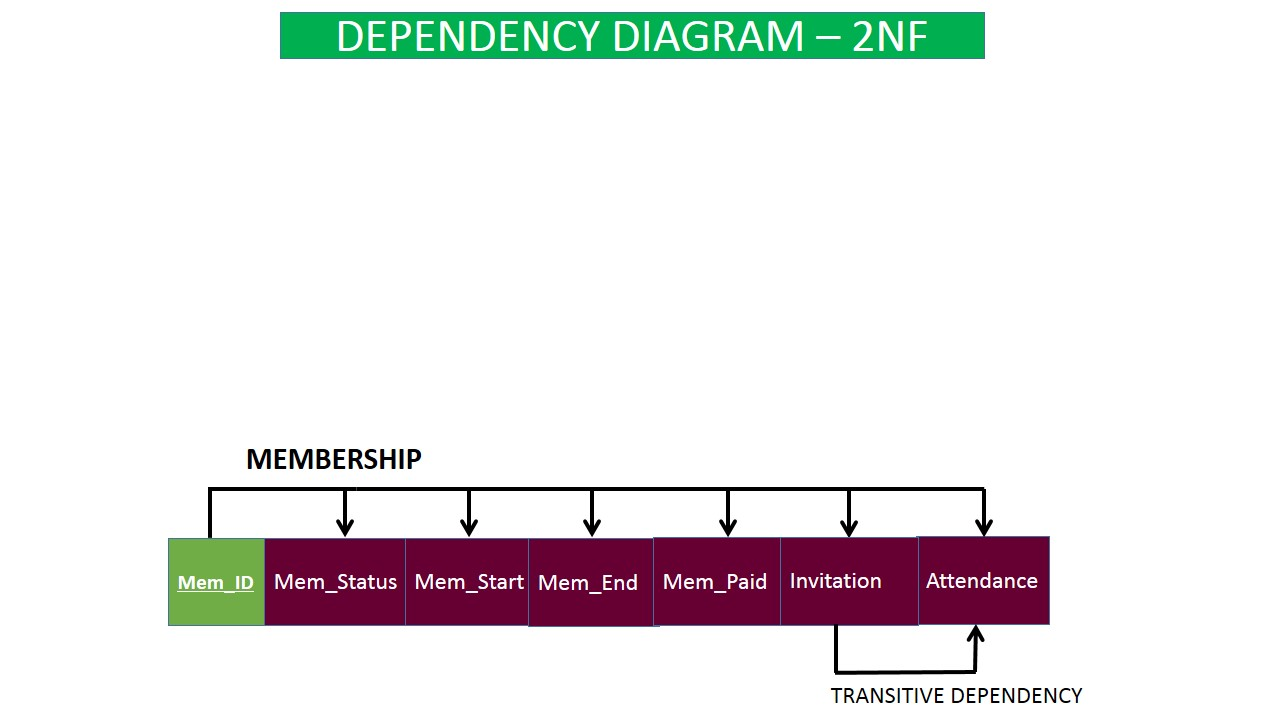 DEPENDENCY DIAGRAM – 2NF
MEMBERSHIP
Mem_ID Mem_Status Mem_Start Mem_End Mem_Paid Invitation Attendance
TRANSITIVE DEPENDENCY